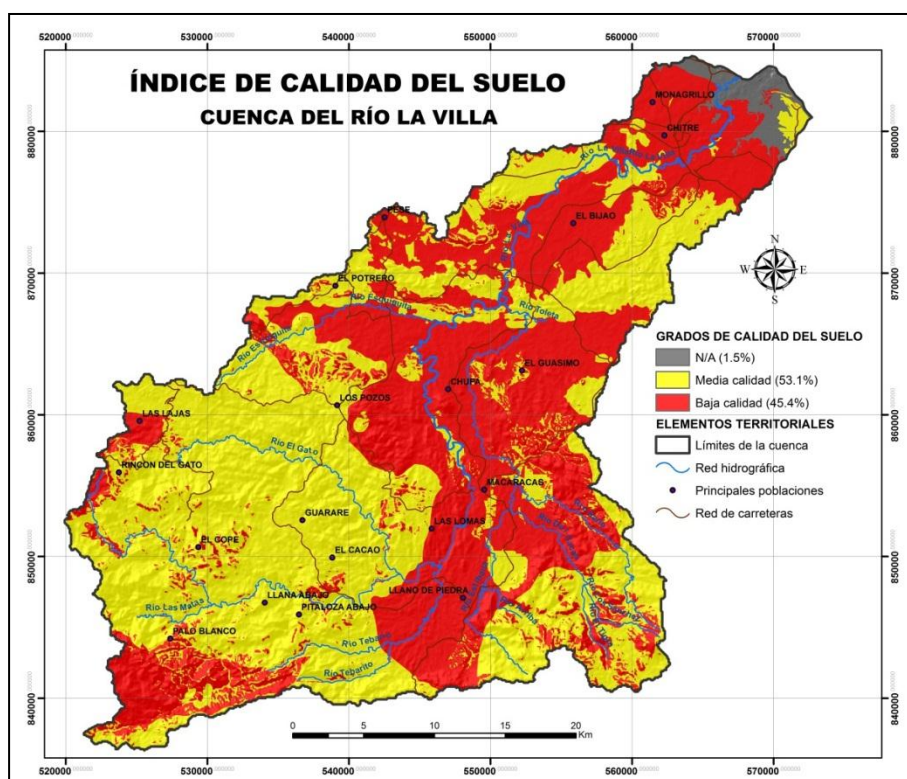 520000 530000 540000 550000 560000 570000
ÍNDICE DE CALIDAD DEL SUELO
CUENCA DEL RÍO LA VILLA
MONAGRILLO
CHITRE
880000
880000
PESE
EL BIJAO
N
W E
S
870000
870000
EL POTRERO
Río Esquiguita
Río Toleta
GRADOS DE CALIDAD DEL SUELO
N/A (1.5%)
Media calidad (53.1%)
Baja calidad (45.4%)
ELEMENTOS TERRITORIALES
Límites de la cuenca
Red hidrográfica
Principales poblaciones
Red de carreteras
EL GUASIMO
CHUPA
LOS POZOS
860000
860000
LAS LAJAS
Río El Gato
RINCON DEL GATO
MACARACAS
GUARARE
LAS LOMAS
EL COPE
EL CACAO
850000
850000
LLANO DE PIEDRA
LLANA ABAJO
Río Las Mafia
PITALOZA ABAJO
PALO BLANCO
Río Tebario
Río Tebarito
840000
840000
0 5 10 15 20
Km
520000 530000 540000 550000 560000 570000